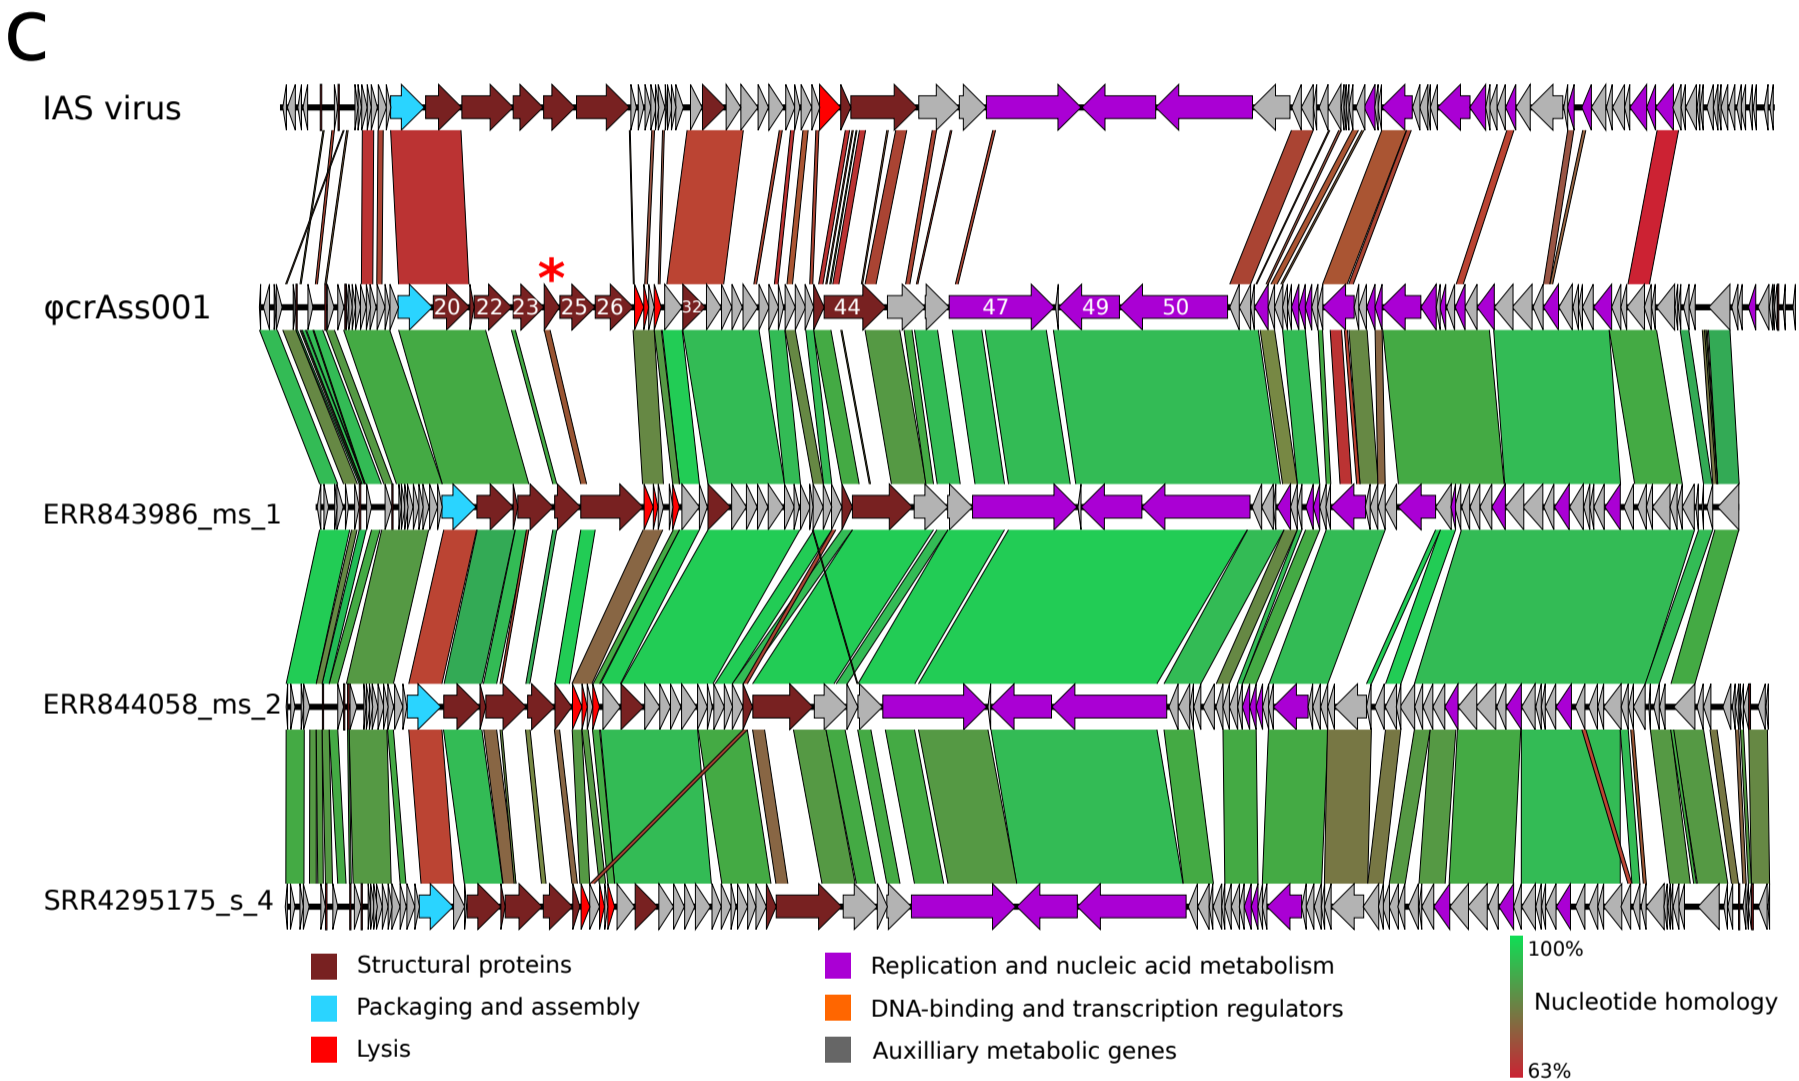 C
IAS virus
*
φcrAss001
20 22 23 25 26 32 44 47 49 50
ERR843986_ms_1
ERR844058_ms_2
SRR4295175_s_4
Structural proteins
Packaging and assembly
Lysis
Replication and nucleic acid metabolism
DNA-binding and transcription regulators
Auxilliary metabolic genes
100%
Nucleotide homology
63%